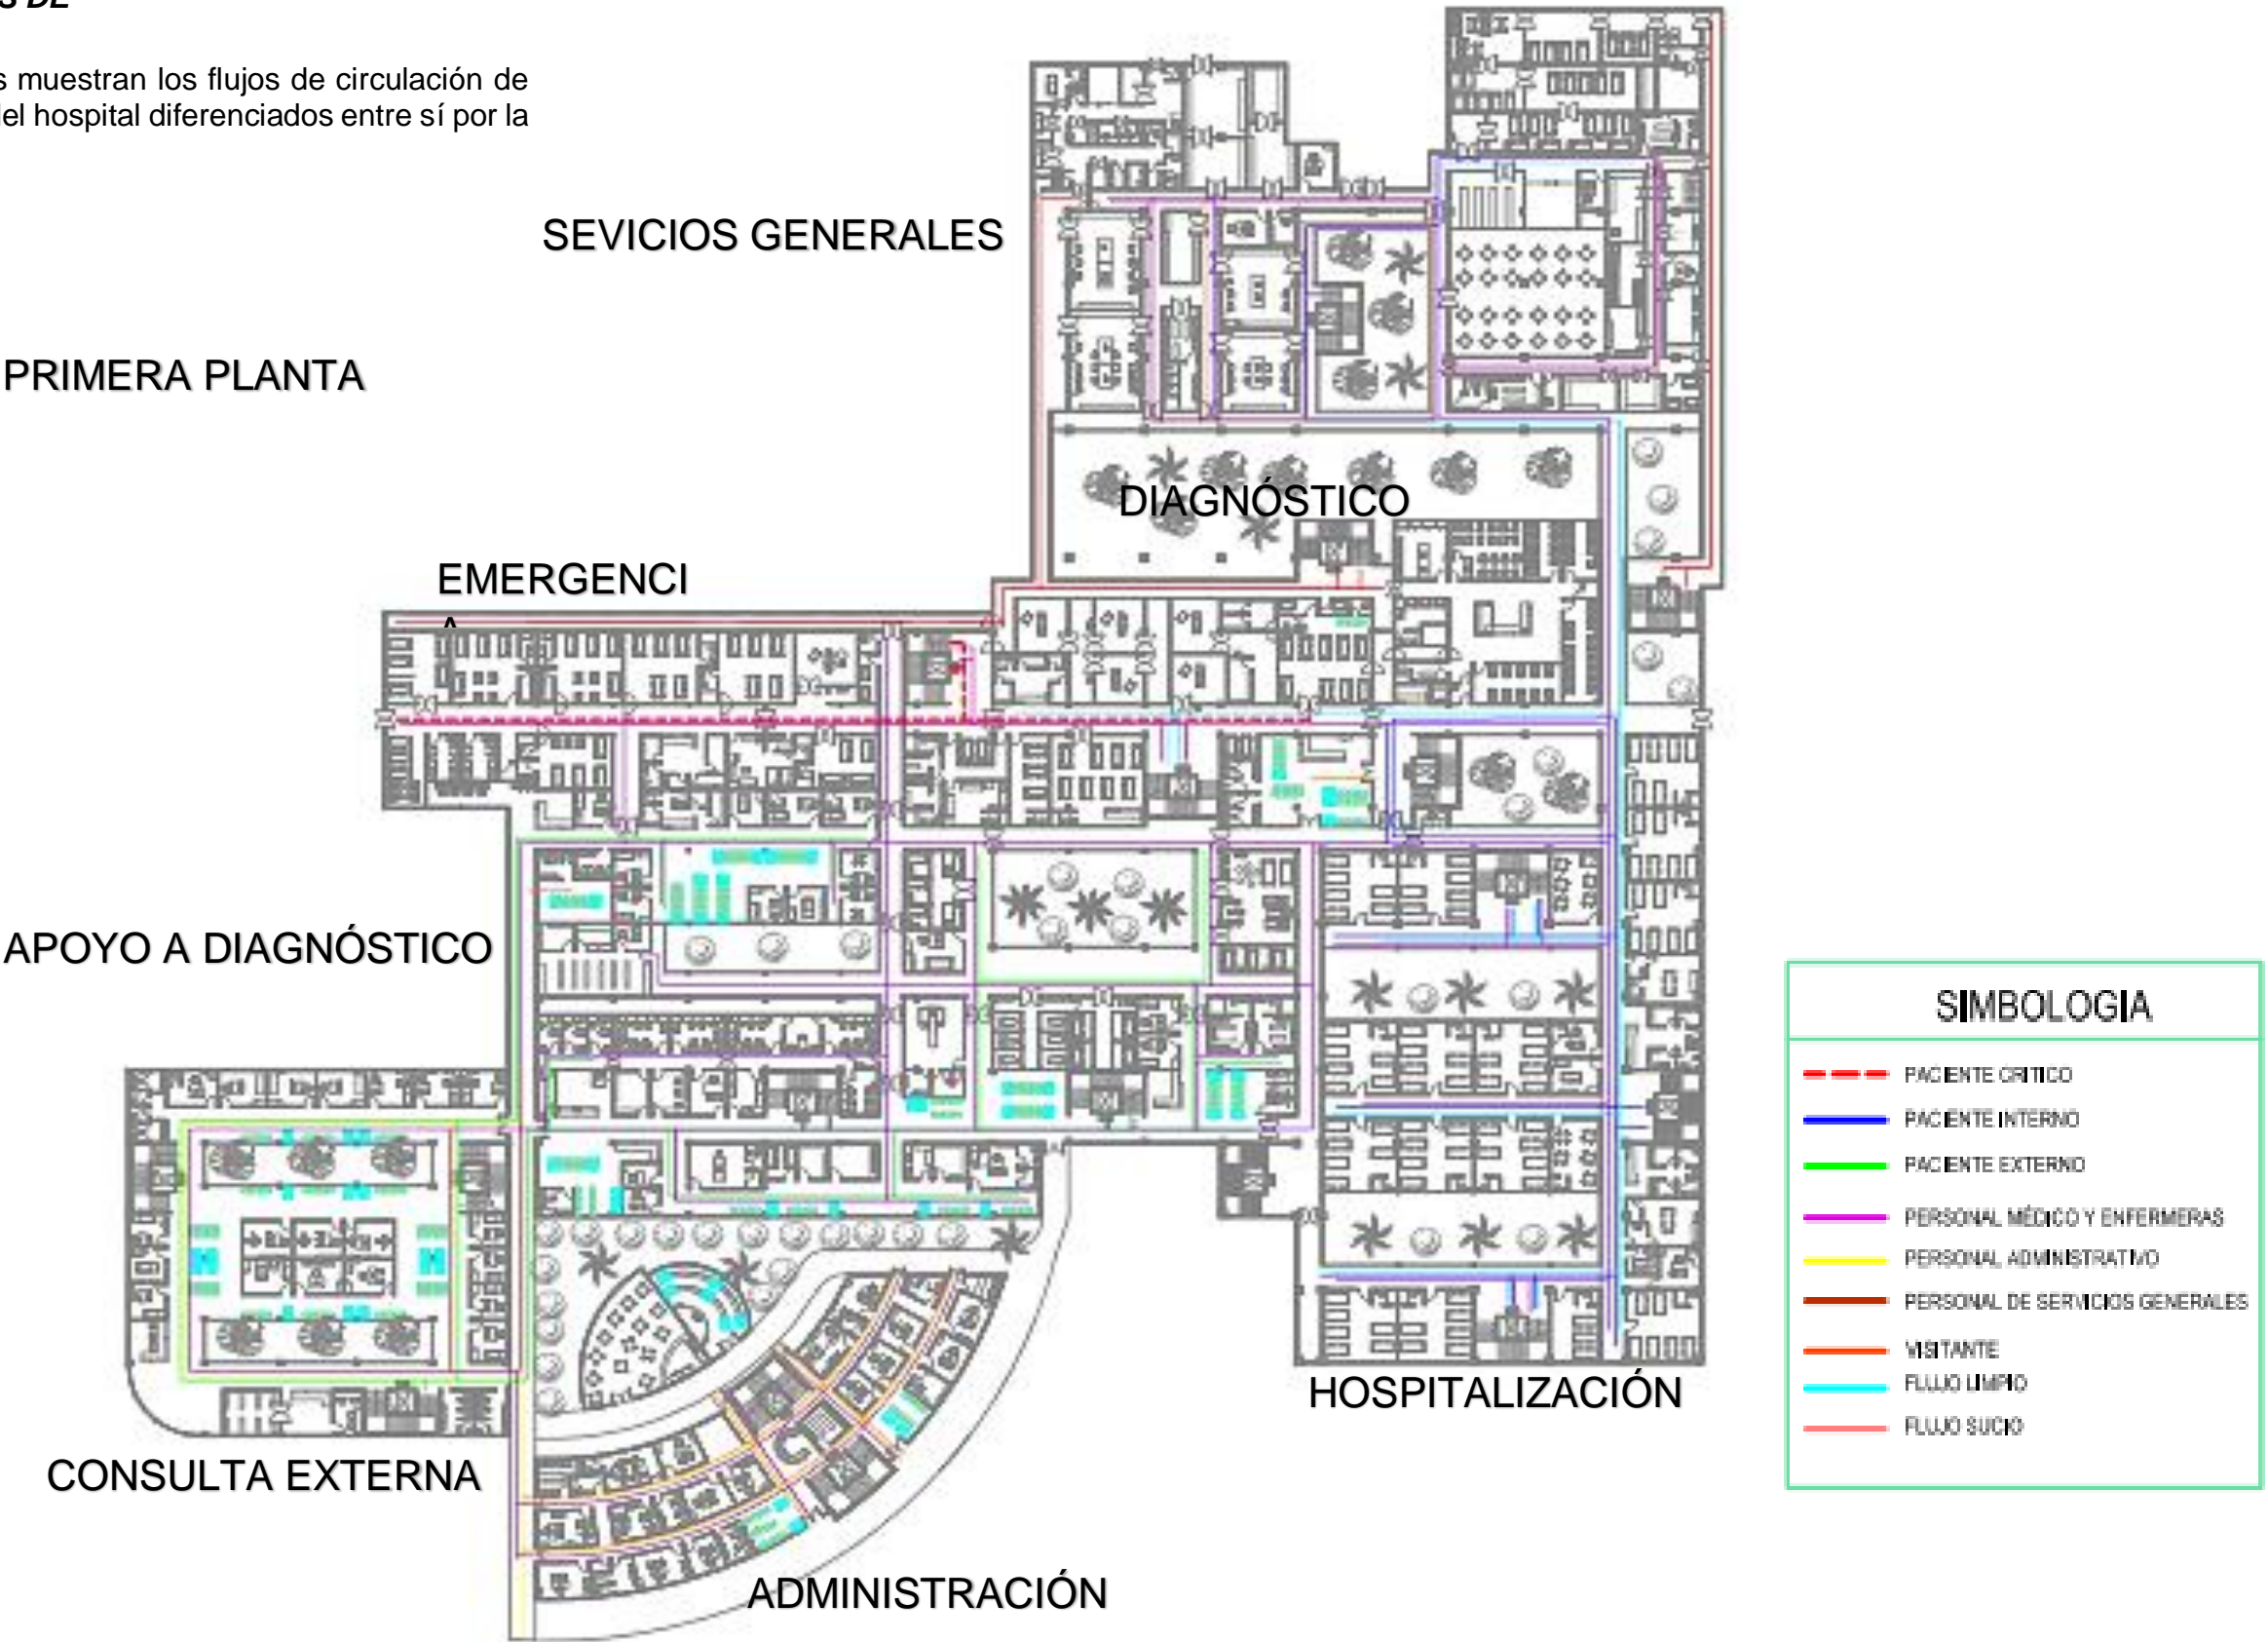 S DE
s muestran los flujos de circulación de
del hospital diferenciados entre sí por la
SEVICIOS GENERALES
PRIMERA PLANTA
DIAGNÓSTICO
EMERGENCI
A
APOYO A DIAGNÓSTICO
SIMBOLOGIA
PACIENTE CRITICO
PACIENTE INTERNO
PACIENTE EXTERNO
PERSONAL MÉDICO Y ENFERMERAS
PERSONAL ADMINISTRATIVO
PERSONAL DE SERVICIOS GENERALES
VISITANTE
FLUJO LIMPIO
FLUJO SUCIO
HOSPITALIZACIÓN
CONSULTA EXTERNA
ADMINISTRACIÓN